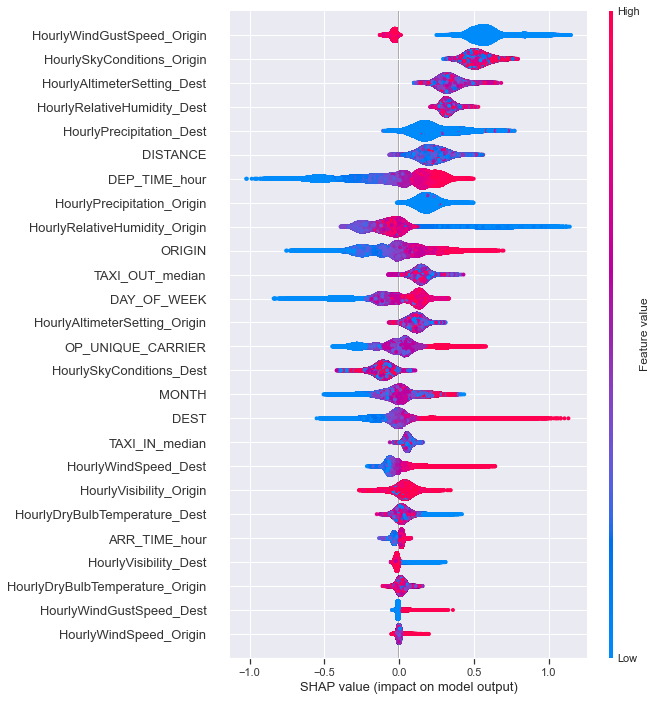 High
HourlyWindGustSpeed_Origin
HourlySkyConditions_Origin
HourlyAltimeterSetting_Dest
HourlyRelativeHumidity_Dest
HourlyPrecipitation_Dest
DISTANCE
DEP_TIME_hour
HourlyPrecipitation_Origin
HourlyRelativeHumidity_Origin
ORIGIN
TAXI_OUT_median
DAY_OF_WEEK
HourlyAltimeterSetting_Origin
OP_UNIQUE_CARRIER
HourlySkyConditions_Dest
MONTH
DEST
TAXI_IN_median
HourlyWindSpeed_Dest
HourlyVisibility_Origin
HourlyDryBulbTemperature_Dest
ARR_TIME_hour
HourlyVisibility_Dest
HourlyDryBulbTemperature_Origin
HourlyWindGustSpeed_Dest
HourlyWindSpeed_Origin
Feature value
Low
−1.0 −0.5 0.0 0.5 1.0
SHAP value (impact on model output)